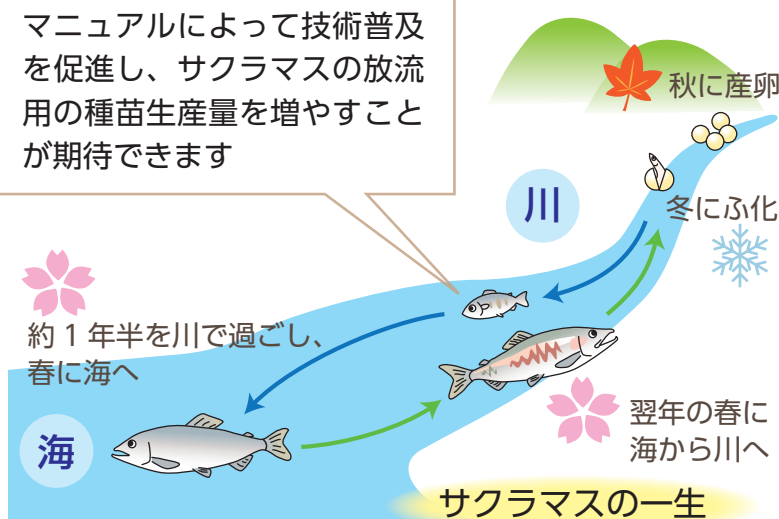 マニュアルによって技術普及
を促進し、サクラマスの放流
用の種苗生産量を増やすこと
が期待できます
秋に産卵
川
冬にふ化
約 1 年半を川で過ごし、
春に海へ
海
翌年の春に
海から川へ
サクラマスの一生